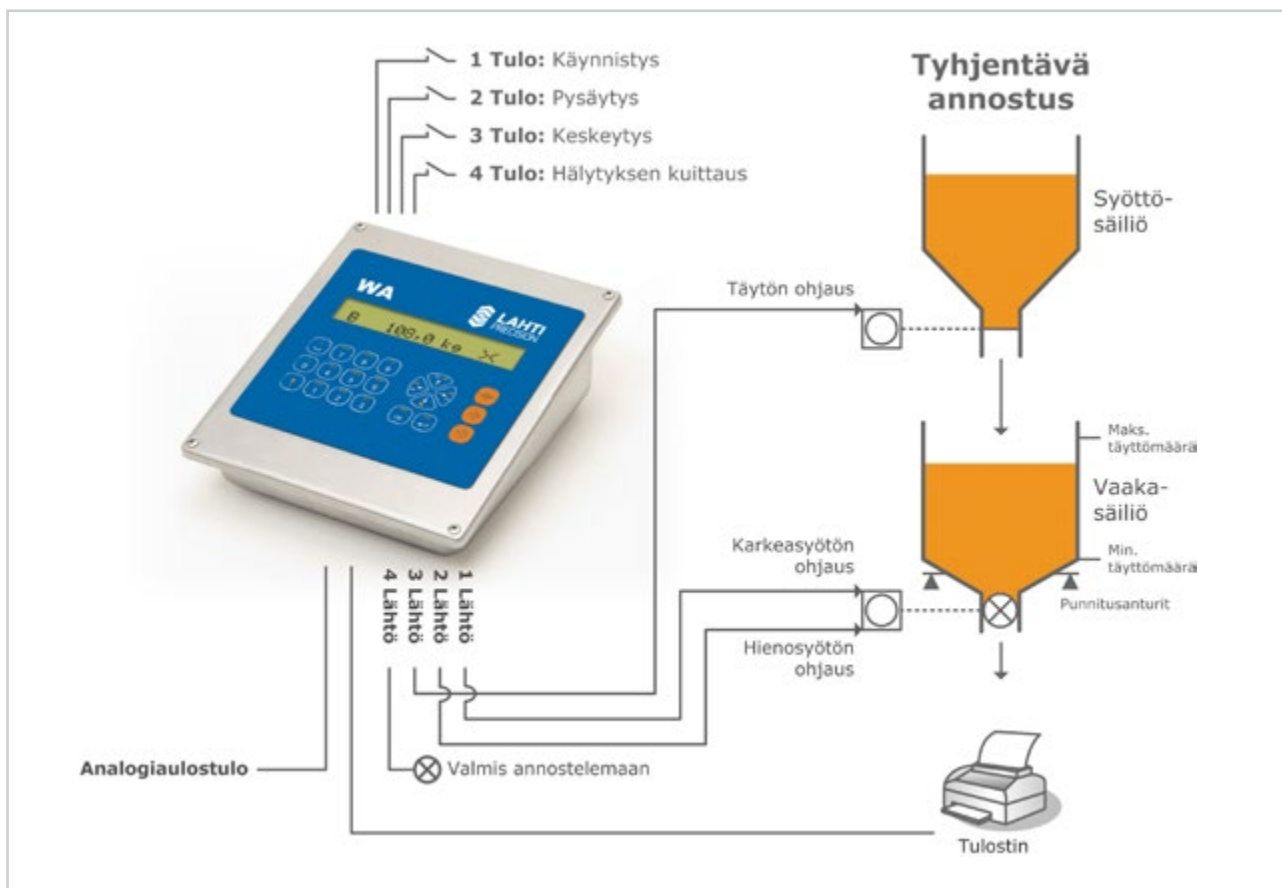 1 Tulo: Käynnistys
2 Tulo: Pysäytys
3 Tulo: Keskeytys
4 Tulo: Hälytyksen kuittaus
Tyhjentävä
annostus
Syöttö-
säiliö
Täytön ohjaus
WA
LAHTI
PRECISION
B 108,0 kg
Maks.
täyttömäärä
Vaaka-
säiliö
Min.
täyttömäärä
Punnitusanturit
Karkeasyötön
ohjaus
Hienosyötön
ohjaus
4 Lähtö
3 Lähtö
2 Lähtö
1 Lähtö
Analogiaulostulo
Valmis annostelemaan
Tulostin